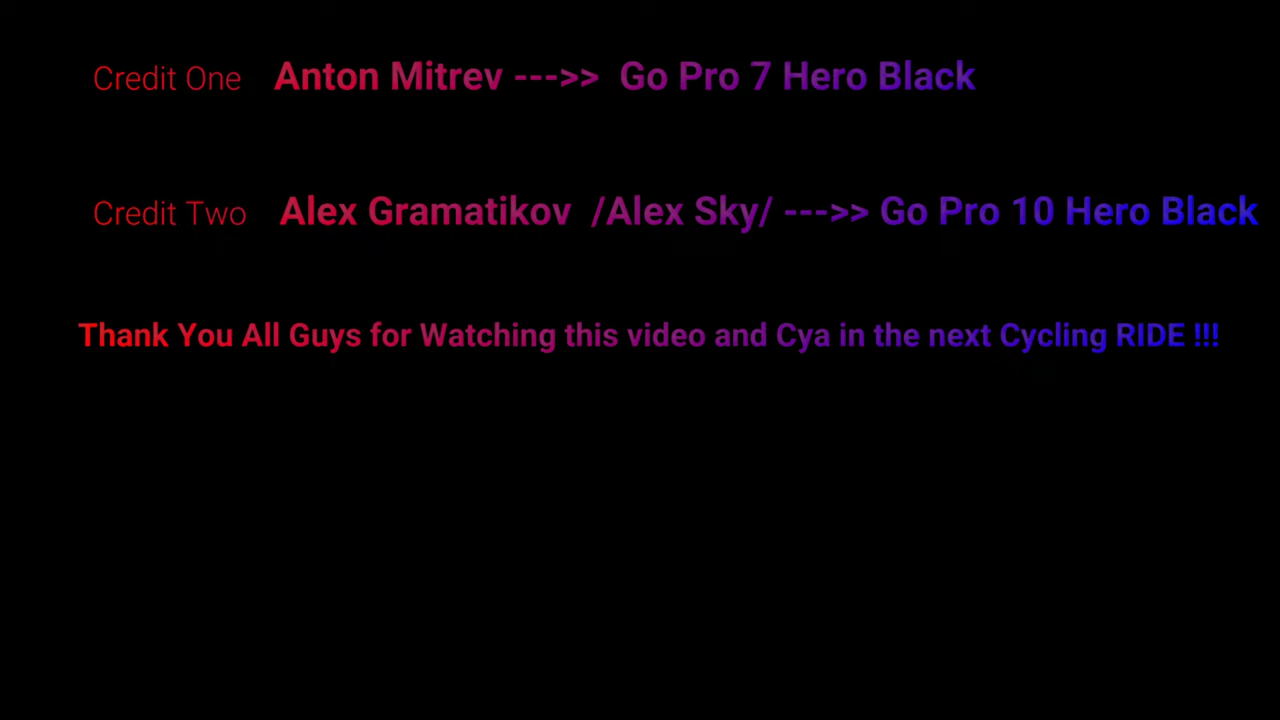 Credit One Anton Mitrev --->> Go Pro 7 Hero Black
Credit Two Alex Gramatikov /Alex Sky/ --->> Go Pro 10 Hero Black
Thank You All Guys for Watching this video and Cya in the next Cycling RIDE !!!